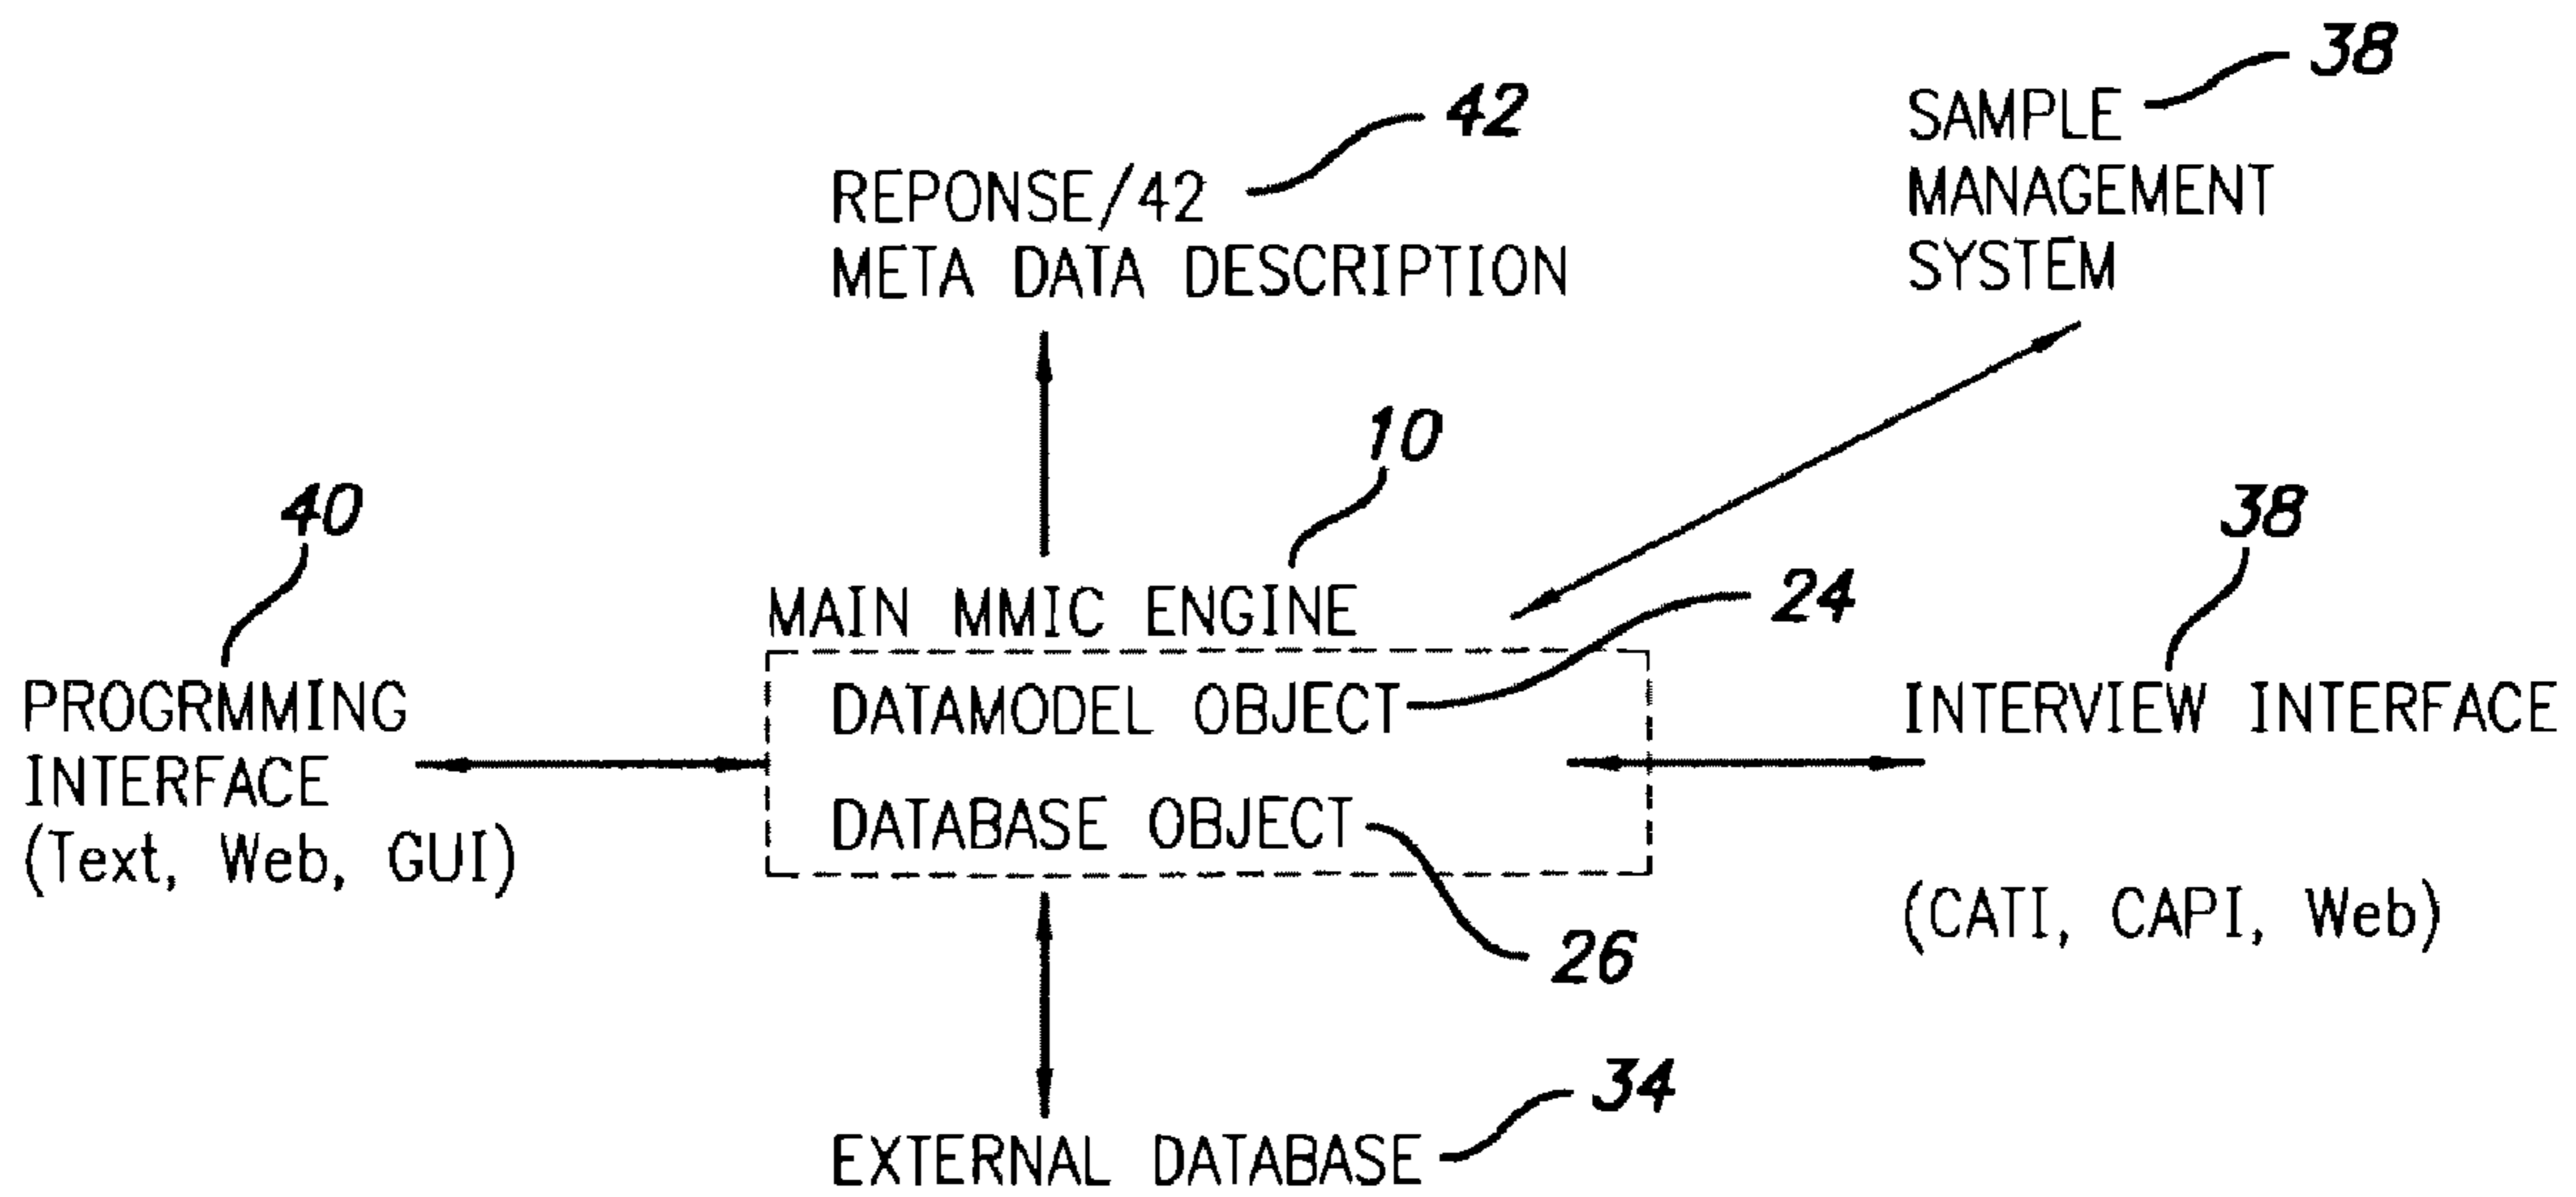 38
SAMPLE
MANAGEMENT
SYSTEM
42
REPONSE/42
META DATA DESCRIPTION
10
MAIN MMIC ENGINE
24
DATAMODEL OBJECT
DATABASE OBJECT
26
40
PROGRMMING
INTERFACE
(Text, Web, GUI)
38
INTERVIEW INTERFACE
(CATI, CAPI, Web)
34
EXTERNAL DATABASE